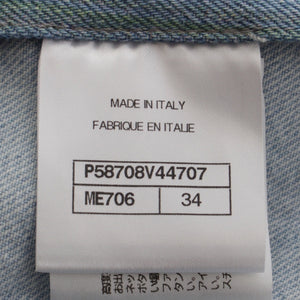 MADE IN ITALY
FABRIQUE EN ITALIE
P58708V44707
ME706 34